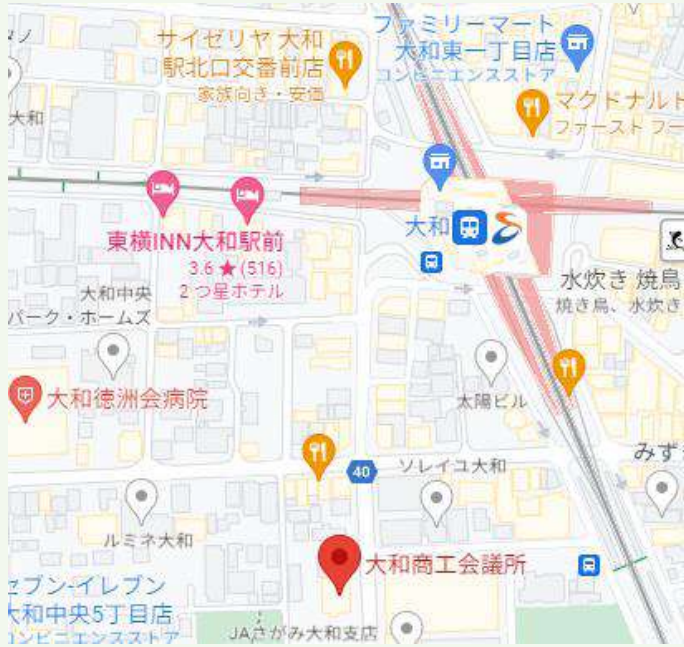 ファミリーマート
大和東一丁目店
コンビニエンスストア
サイゼリヤ 大和
駅北口交番前店
家族向き・安価
マクドナルド
ファースト フー
大和
大和
東横INN大和駅前
3.6 ★ (516)
2 つ星ホテル
大和中央
パーク・ホームズ
水炊き 焼鳥
焼き鳥、水炊き
大和徳洲会病院
太陽ビル
40
ソレイユ大和
みず
ルミネ大和
大和商工会議所
セブン-イレブン
大和中央5丁目店
コンビニエンスストア
JAさがみ大和支店